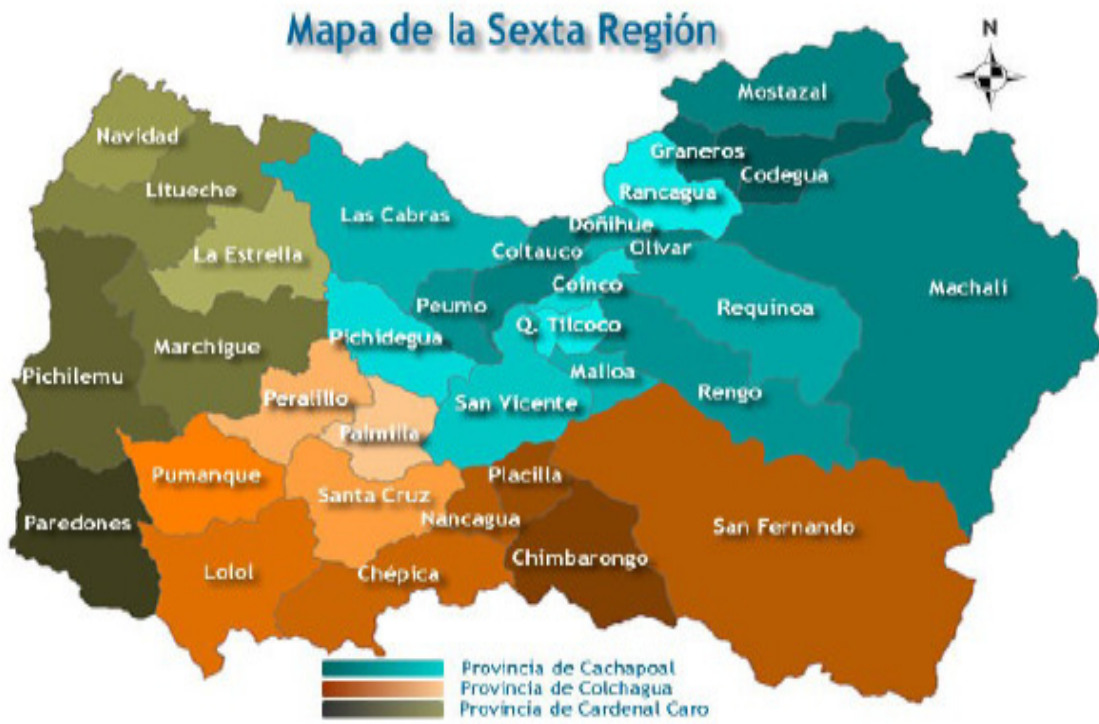 Mapa de la Sexta Región
N
Mostazal
Navidad
Graneros
Codegua
Litueche
Rancagua
Las Cabras
Doñihue
La Estrella
Coltauco
Olivar
Coinco
Machalí
Peumo
Requinoa
Q. Tilcoco
Pichidegua
Marchigue
Pichilemu
Malloa
Rengo
Peralillo
San Vicente
Palmilla
Pumanque
Placilla
Santa Cruz
Paredones
Nancagua
San Fernando
Chimbarongo
Lolol
Chépica
Provincia de Cachapoal
Provincia de Colchagua
Provincia de Cardenal Caro